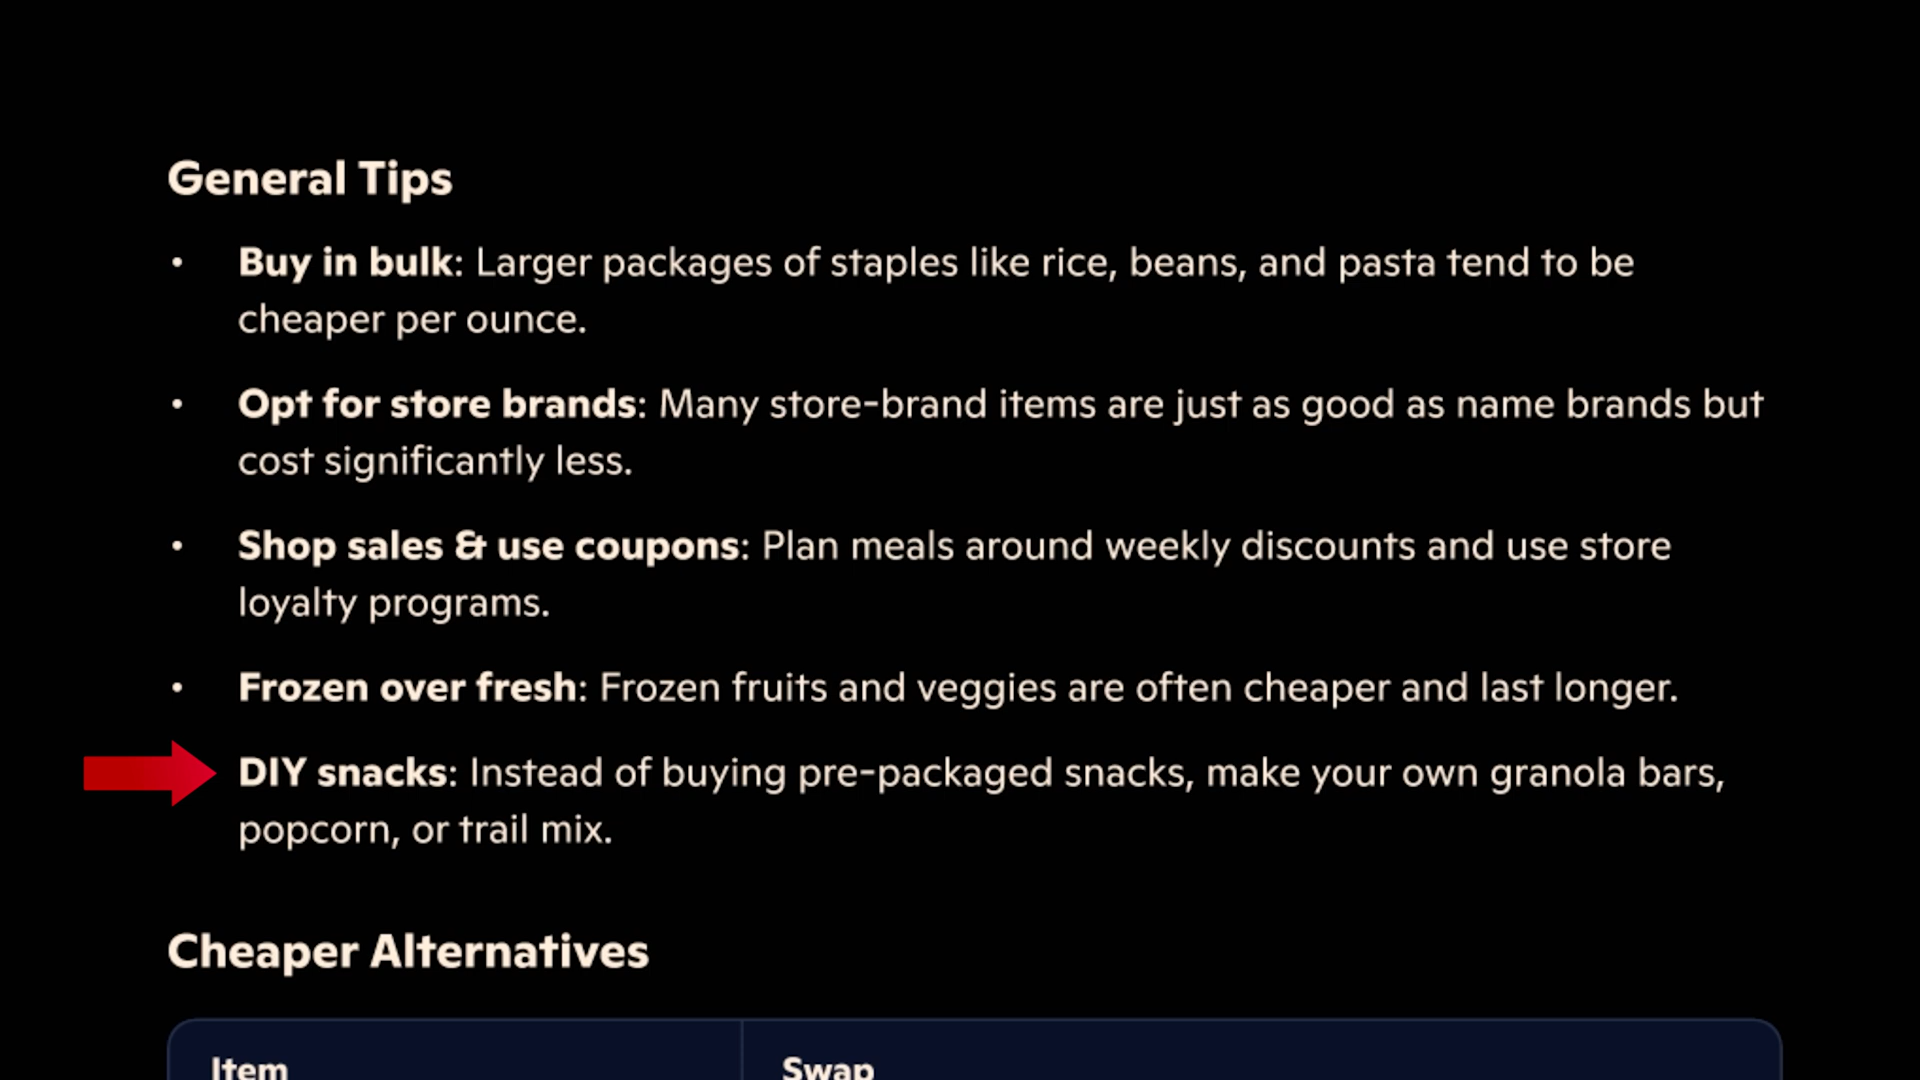 General Tips
• Buy in bulk: Larger packages of staples like rice, beans, and pasta tend to be
cheaper per ounce.
• Opt for store brands: Many store-brand items are just as good as name brands but
cost significantly less.
• Shop sales & use coupons: Plan meals around weekly discounts and use store
loyalty programs.
• Frozen over fresh: Frozen fruits and veggies are often cheaper and last longer.
DIY snacks: Instead of buying pre-packaged snacks, make your own granola bars,
popcorn, or trail mix.
Cheaper Alternatives
Item Swap